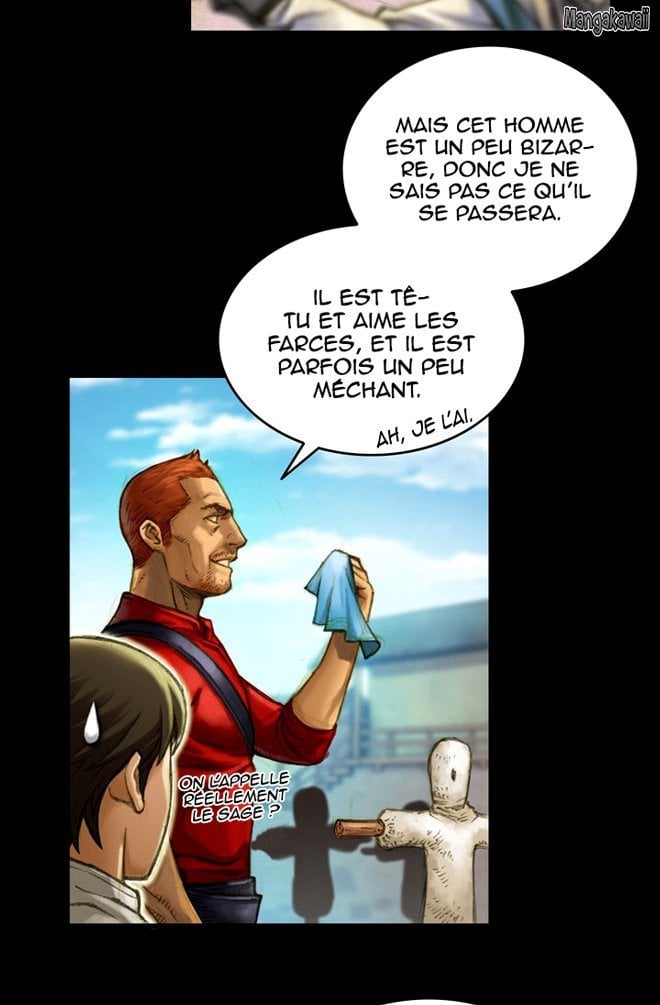 Mangakawaii
MAIS CET HOMME
EST UN PEU BIZAR-
RE, DONC JE NE
SAIS PAS CE QU'IL
SE PASSERA.
IL EST TÊ-
TU ET AIME LES
FARCES, ET IL EST
PARFOIS UN PEU
MÉCHANT.
AH, JE L'AI.
ON L'APPELLE
RÉELLEMENT
LE SAGE ?